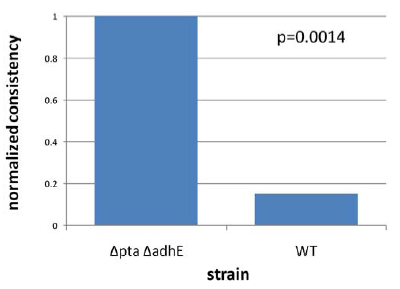 1
p=0.0014
0.8
0.6
0.4
0.2
0
normalized consistency
Δpta ΔadhE WT
strain